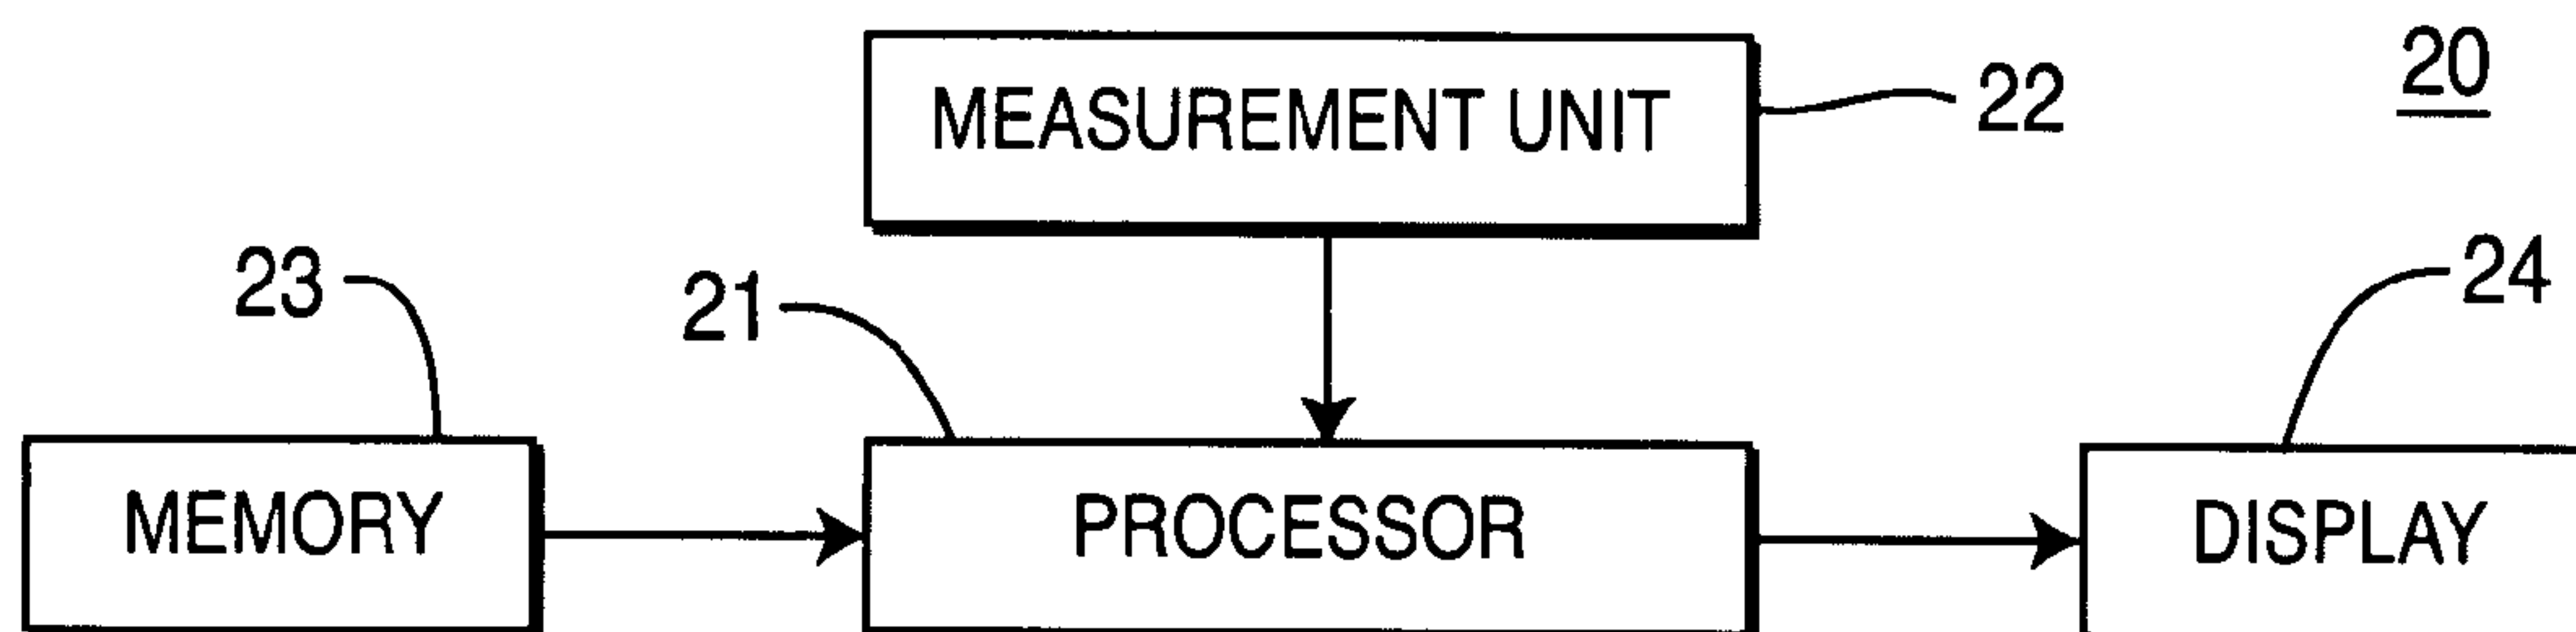 20
MEASUREMENT UNIT
22
23
21
24
MEMORY
PROCESSOR
DISPLAY